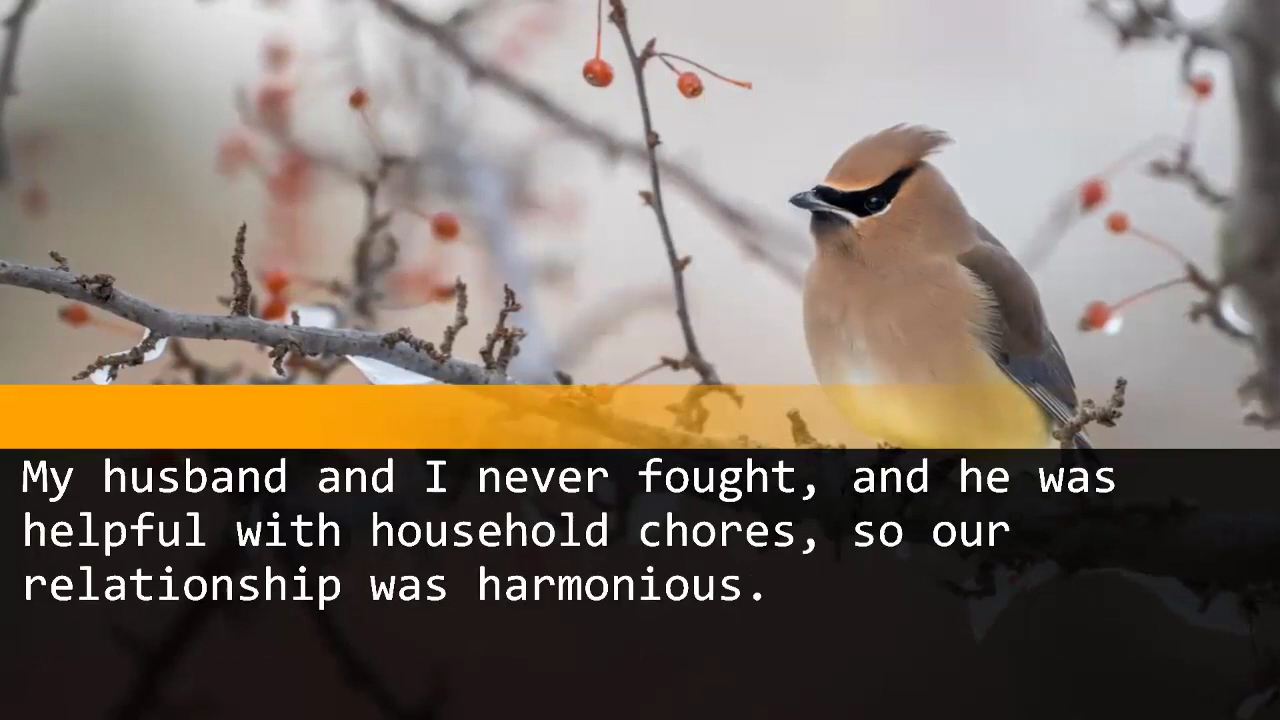 My husband and I never fought, and he was
helpful with household chores, so our
relationship was harmonious.